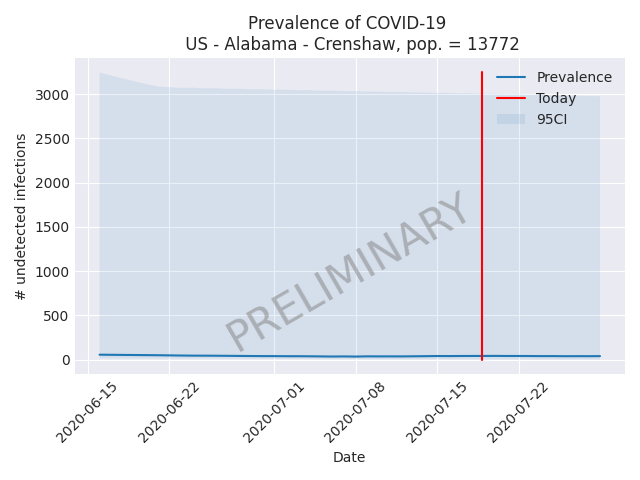 Prevalence of COVID-19
US - Alabama - Crenshaw, pop. = 13772
Prevalence
Today
95CI
3000
2500
2000
1500
1000
500
0
# undetected infections
PRELIMINARY
2020-06-15
2020-06-22
2020-07-01
2020-07-08
2020-07-15
2020-07-22
Date